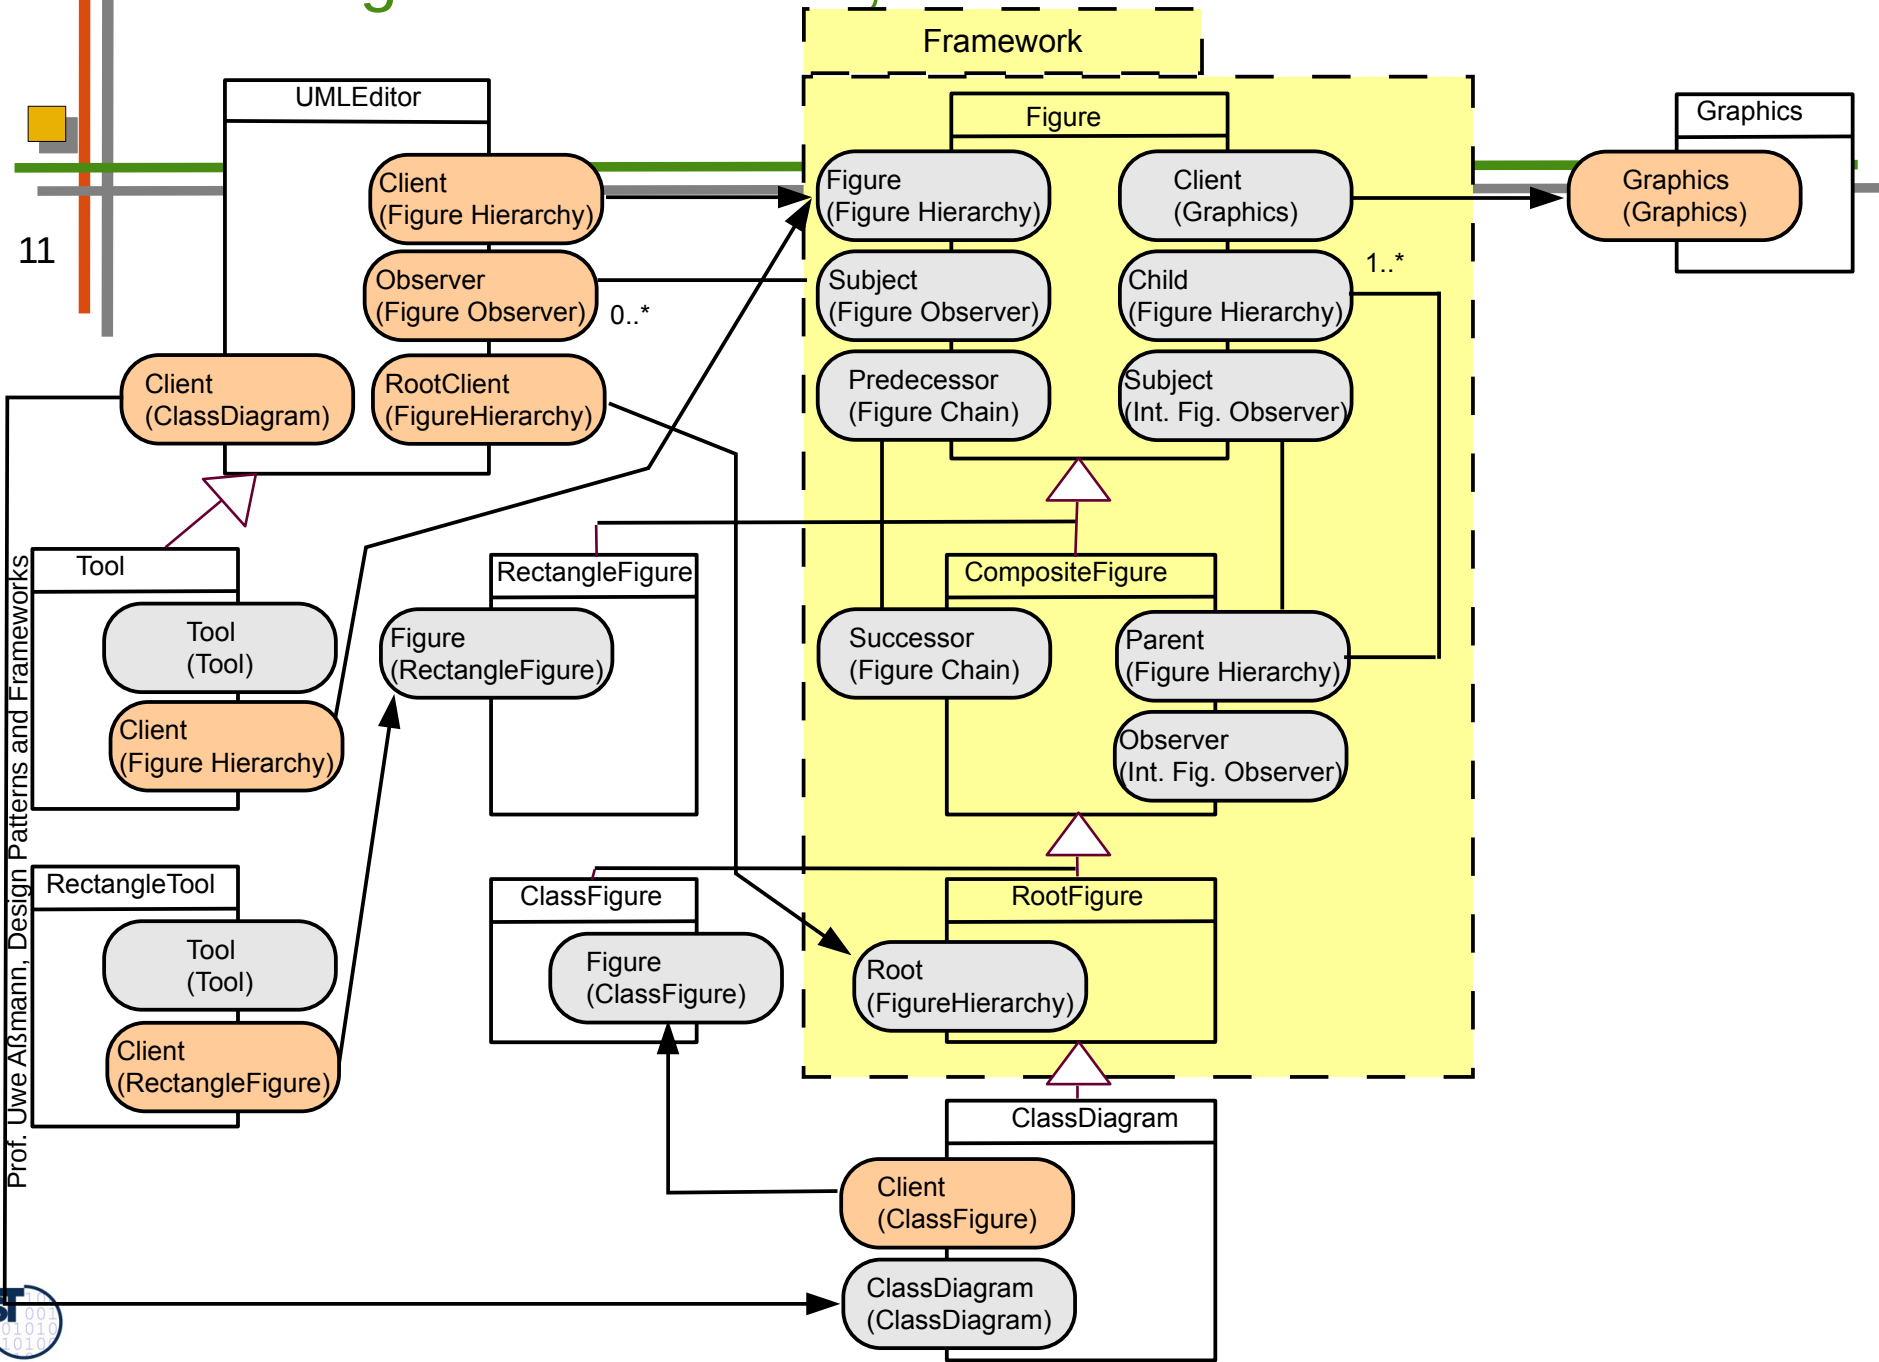 Framework
UMLEditor
Client
(Figure Hierarchy)
Observer
(Figure Observer)
0..*
Client
(ClassDiagram)
RootClient
(FigureHierarchy)
Figure
Figure
(Figure Hierarchy)
Client
(Graphics)
Subject
(Figure Observer)
Child
(Figure Hierarchy)
1..*
Predecessor
(Figure Chain)
Subject
(Int. Fig. Observer)
Graphics
Graphics
(Graphics)
11
Tool
Tool
(Tool)
Client
(Figure Hierarchy)
RectangleFigure
Figure
(RectangleFigure)
CompositeFigure
Successor
(Figure Chain)
Parent
(Figure Hierarchy)
Observer
(Int. Fig. Observer)
RectangleTool
Tool
(Tool)
Client
(RectangleFigure)
ClassFigure
Figure
(ClassFigure)
RootFigure
Root
(FigureHierarchy)
ClassDiagram
Client
(ClassFigure)
ClassDiagram
(ClassDiagram)
Prof. Uwe Aßmann, Design Patterns and Frameworks